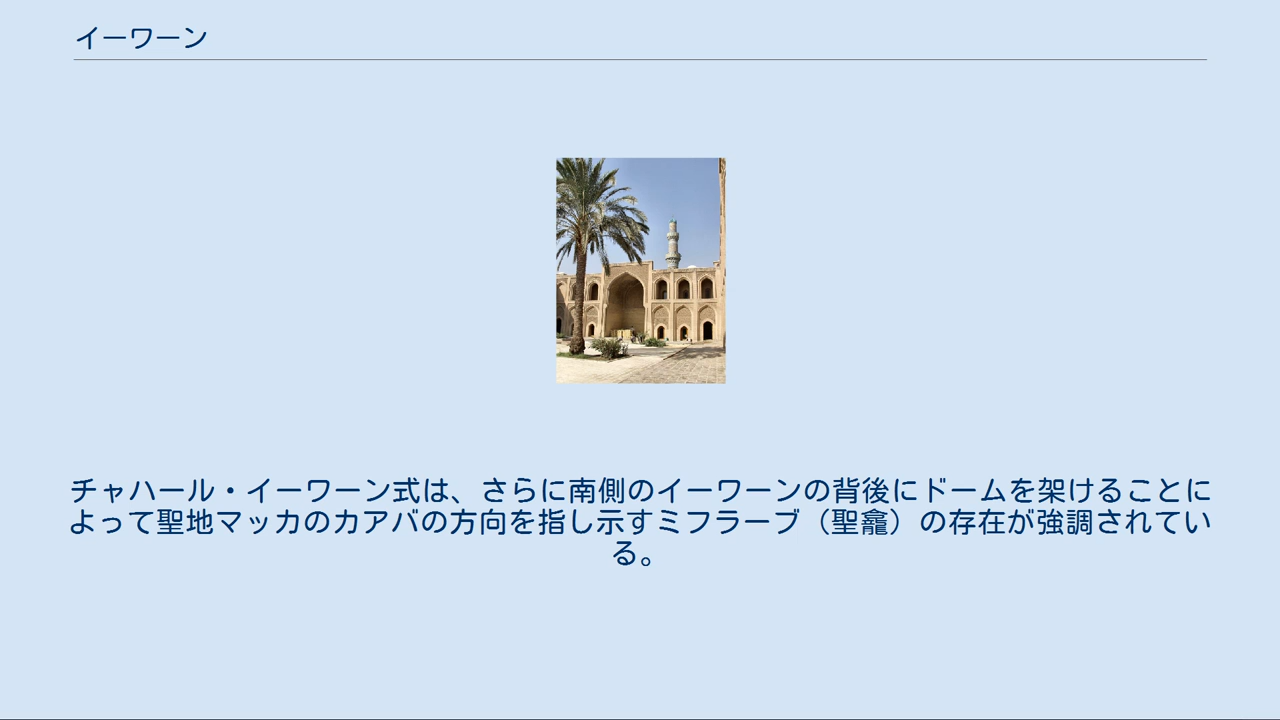 イーワーン
チャハール・イーワーン式は、さらに南側のイーワーンの背後にドームを架けることに
よって聖地マッカのカアバの方向を指し示すミフラーブ（聖龕）の存在が強調されてい
る。